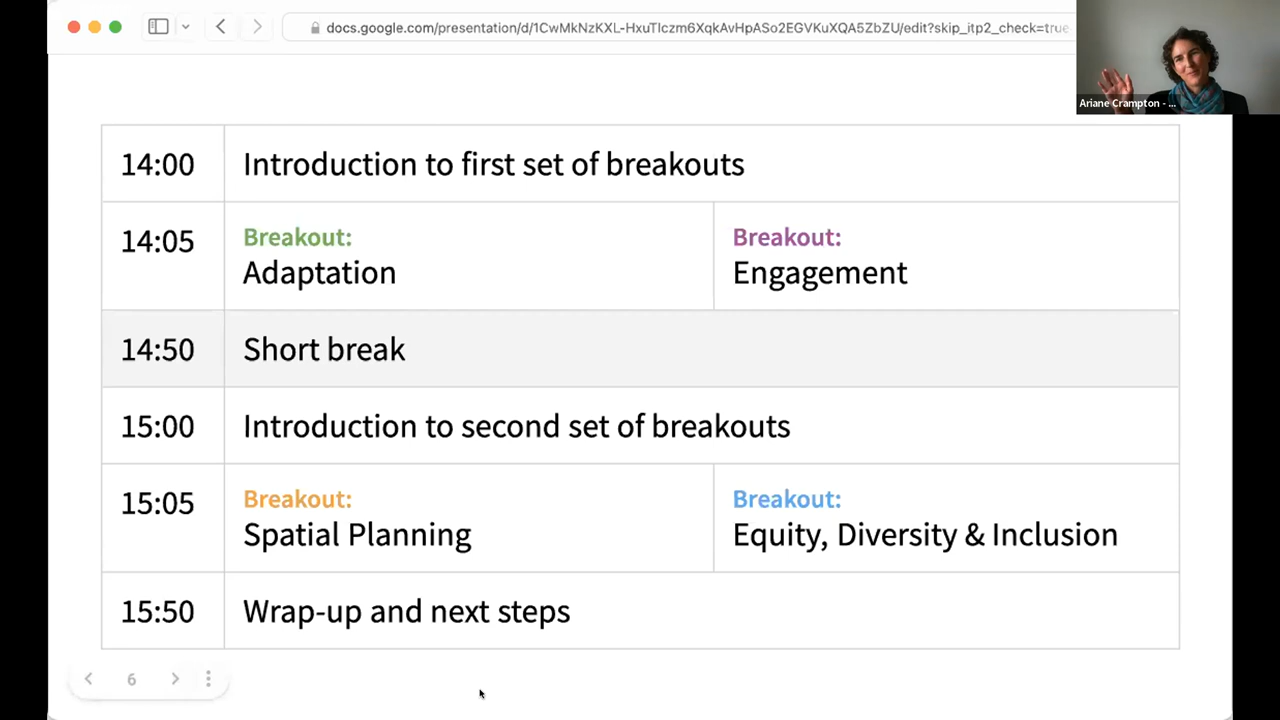 docs.google.com/presentation/d/1CwMkNzKXL-HxuTIczm6XqkAvHpASo2EGVKuXQA5ZbZU/edit?skip_itp2_check=true
Ariane Crampton - ...
14:00 Introduction to first set of breakouts
14:05 Breakout: Breakout:
Adaptation Engagement
14:50 Short break
15:00 Introduction to second set of breakouts
15:05 Breakout: Breakout:
Spatial Planning Equity, Diversity & Inclusion
15:50 Wrap-up and next steps
6